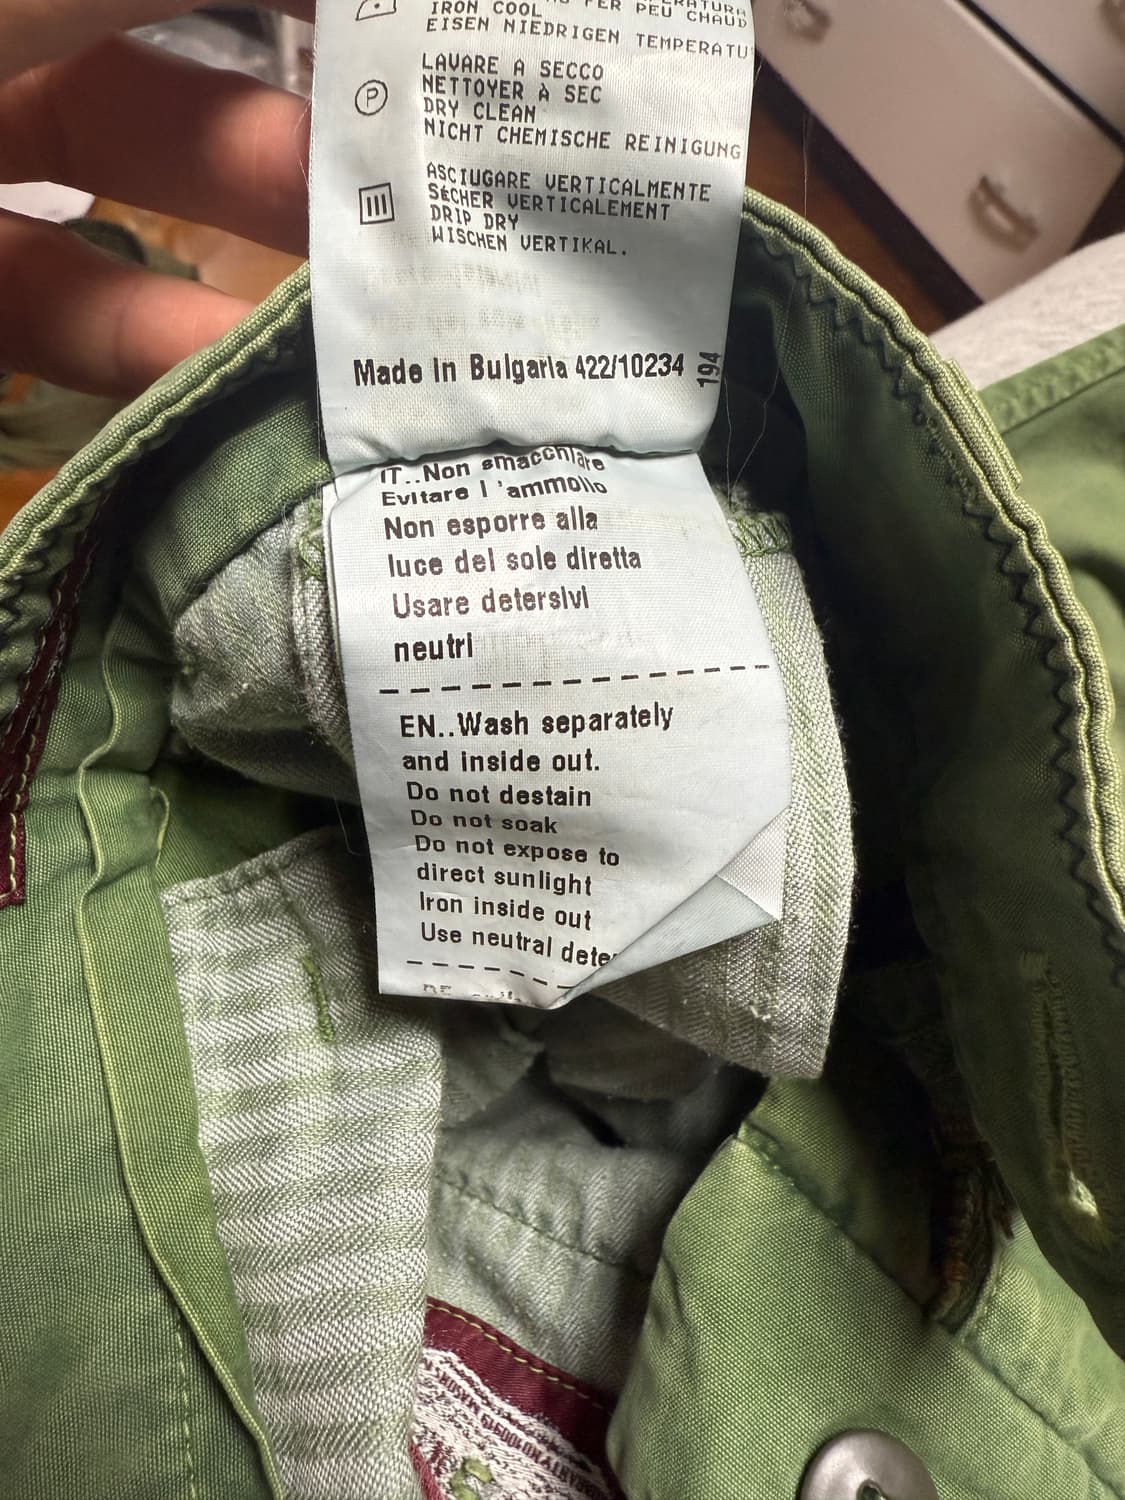 PER PEU CHAUD
IRON COOL
EISEN NIEDRIGEN TEMPERATU
P
LAVARE A SECCO
NETTOYER À SEC
DRY CLEAN
NICHT CHEMISCHE REINIGUNG
ASCIUGARE VERTICALMENTE
SÉCHER VERTICALEMENT
DRIP DRY
WISCHEN VERTIKAL.
Made in Bulgaria 422/10234
194
IT..Non smacchiare
Evitare l'ammollo
Non esporre alla
luce del sole diretta
Usare detersivi
neutri
EN..Wash separately
and inside out.
Do not destain
Do not soak
Do not expose to
direct sunlight
Iron inside out
Use neutral dete